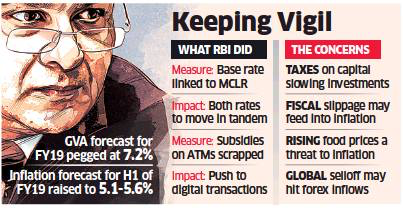 Keeping Vigil
WHAT RBI DID
Measure: Base rate
linked to MCLR
Impact: Both rates
to move in tandem
Measure: Subsidies
on ATMs scrapped
Impact: Push to
digital transactions
THE CONCERNS
TAXES on capital
slowing investments
FISCAL slippage may
feed into inflation
RISING food prices a
threat to inflation
GLOBAL selloff may
hit forex inflows
GVA forecast for
FY19 pegged at 7.2%
Inflation forecast for H1 of
FY19 raised to 5.1-5.6%